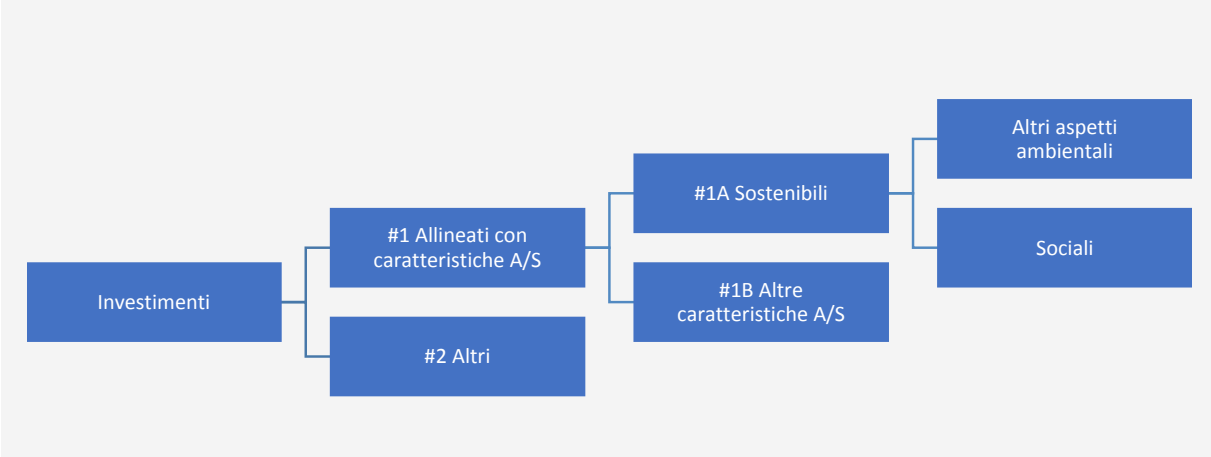 Investimenti
#1 Allineati con
caratteristiche A/S
#2 Altri
#1A Sostenibili
#1B Altre
caratteristiche A/S
Altri aspetti
ambientali
Sociali